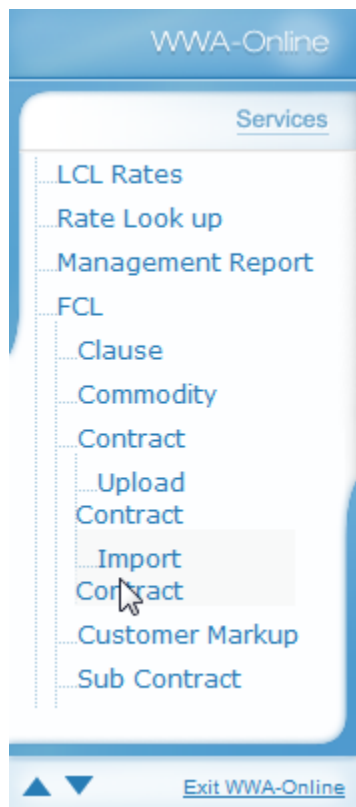 WWA-Online
Services
LCL Rates
Rate Look up
Management Report
FCL
Clause
Commodity
Contract
Upload
Contract
Import
Contract
Customer Markup
Sub Contract
Exit WWA-Online